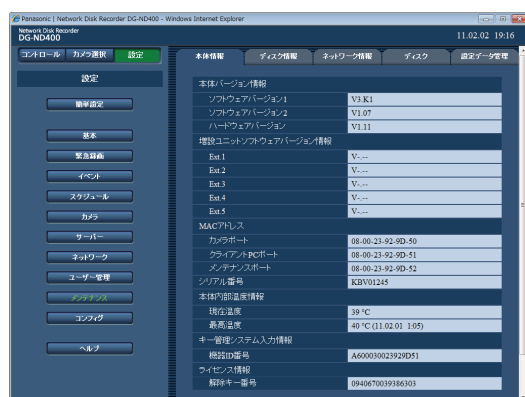 Panasonic | Network Disk Recorder DG-ND400 - Windows Internet Explorer
Network Disk Recorder
DG-ND400
11.02.02 19:16
コントロール カメラ選択 設定
本体情報 ディスク情報 ネットワーク情報 ディスク 設定データ管理
設定
簡単設定
基本
緊急録画
イベント
スケジュール
カメラ
サーバー
ネットワーク
ユーザー管理
メンテナンス
コンフィグ
ヘルプ
本体バージョン情報
ソフトウェアバージョン1 V3.K1
ソフトウェアバージョン2 V1.07
ハードウェアバージョン V1.11
増設ユニットソフトウェアバージョン情報
Ext.1 V-.--
Ext.2 V-.--
Ext.3 V-.--
Ext.4 V-.--
Ext.5 V-.--
MACアドレス
カメラポート 08-00-23-92-9D-50
クライアントPCポート 08-00-23-92-9D-51
メンテナンスポート 08-00-23-92-9D-52
シリアル番号 KBV01245
本体内部温度情報
現在温度 39 °C
最高温度 40 °C (11.02.01 1:05)
キー管理システム入力情報
機器ID番号 A600030023929D51
ライセンス情報
解除キー番号 0940670039386303